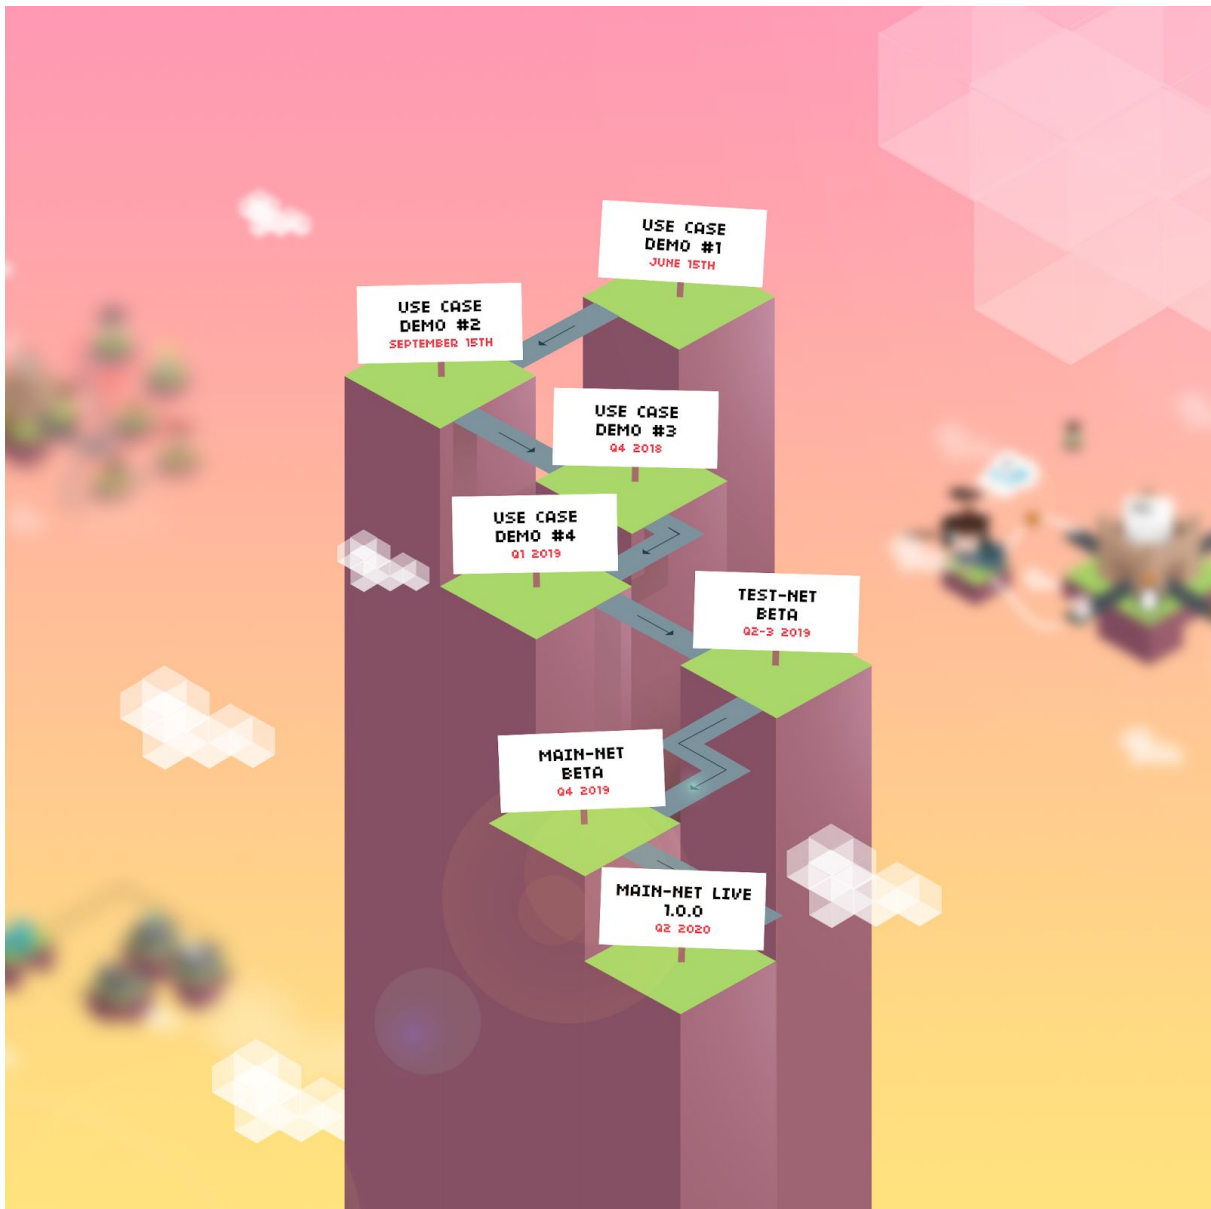 USE CASE
DEMO #1
JUNE 15TH
USE CASE
DEMO #2
SEPTEMBER 15TH
USE CASE
DEMO #3
Q4 2018
USE CASE
DEMO #4
Q1 2019
TEST-NET
BETA
Q2-3 2019
MAIN-NET
BETA
Q4 2019
MAIN-NET LIVE
1.0.0
Q2 2020